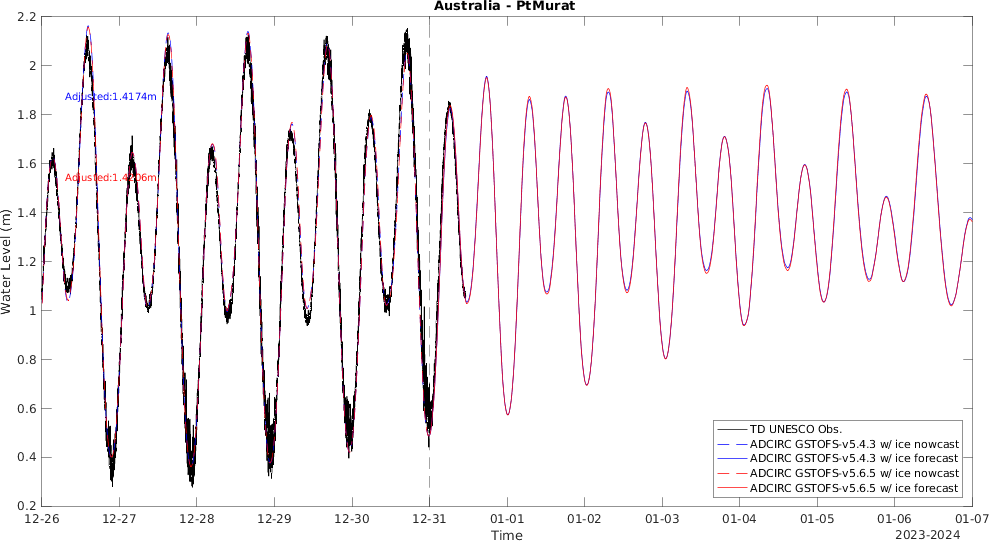 Australia - PtMurat
2.2
2
1.8
1.6
1.4
1.2
1
0.8
0.6
0.4
0.2
Water Level (m)
Adjusted:1.4174m
Adjusted:1.4206m
TD UNESCO Obs.
ADCIRC GSTOFS-v5.4.3 w/ ice nowcast
ADCIRC GSTOFS-v5.4.3 w/ ice forecast
ADCIRC GSTOFS-v5.6.5 w/ ice nowcast
ADCIRC GSTOFS-v5.6.5 w/ ice forecast
12-26 12-27 12-28 12-29 12-30 12-31 01-01 01-02 01-03 01-04 01-05 01-06 01-07
Time
2023-2024